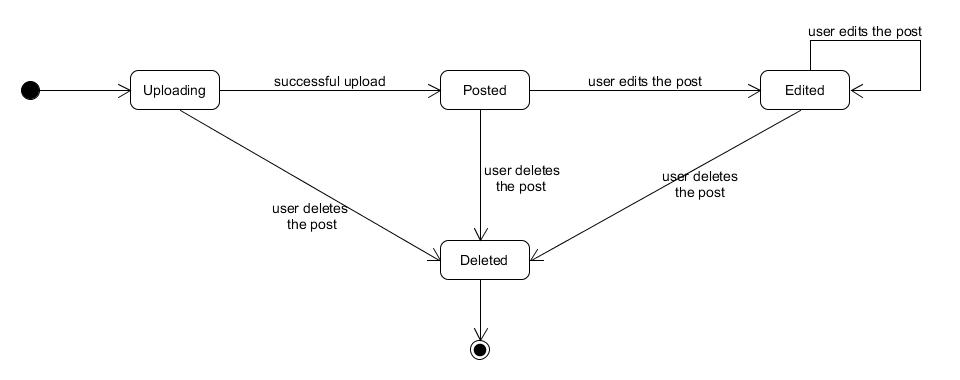 user edits the post
Uploading
successful upload
Posted
user edits the post
Edited
user deletes
the post
user deletes
the post
user deletes
the post
Deleted